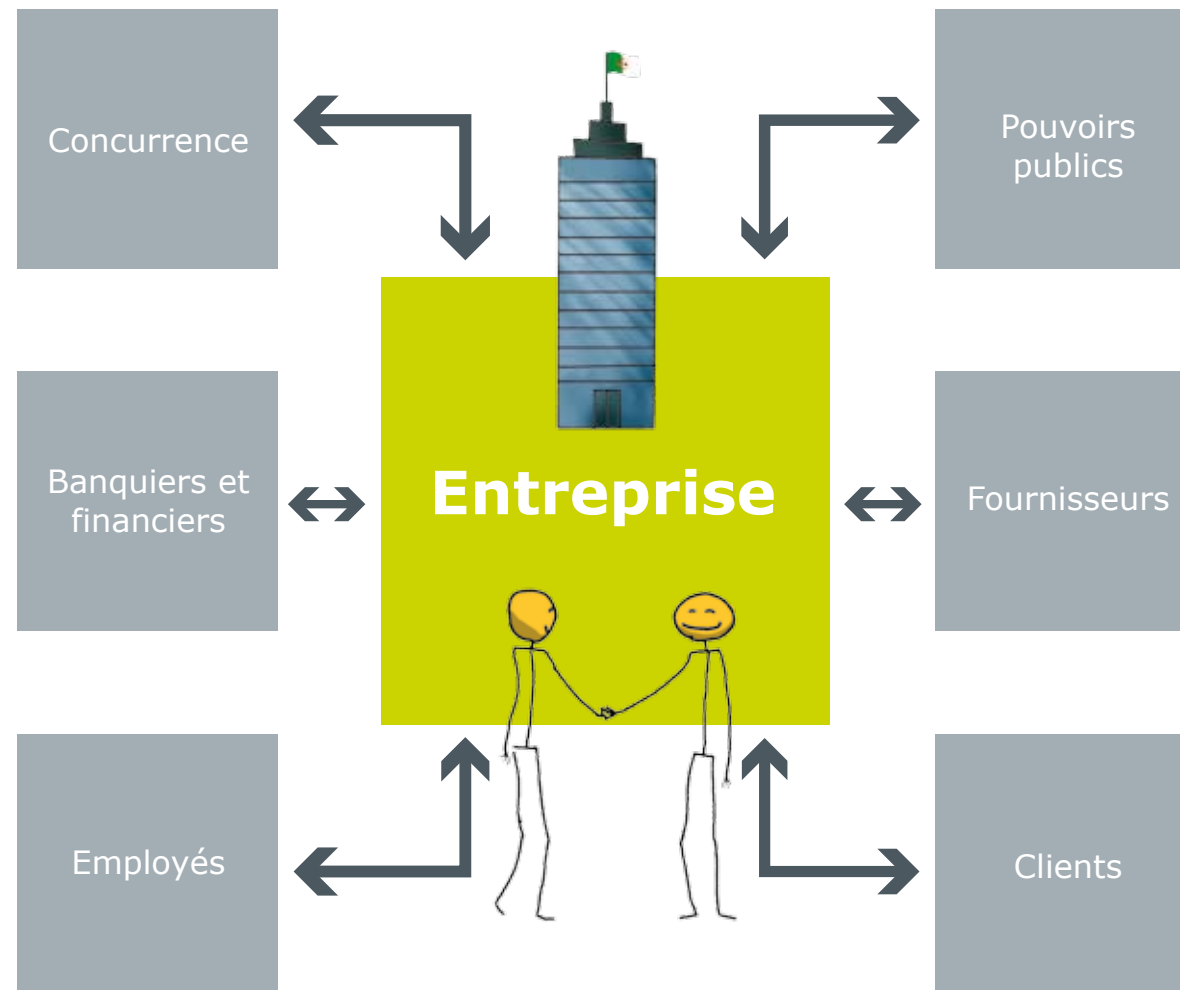 Concurrence
Pouvoirs
publics
Banquiers et
financiers
Entreprise
Fournisseurs
Employés
Clients